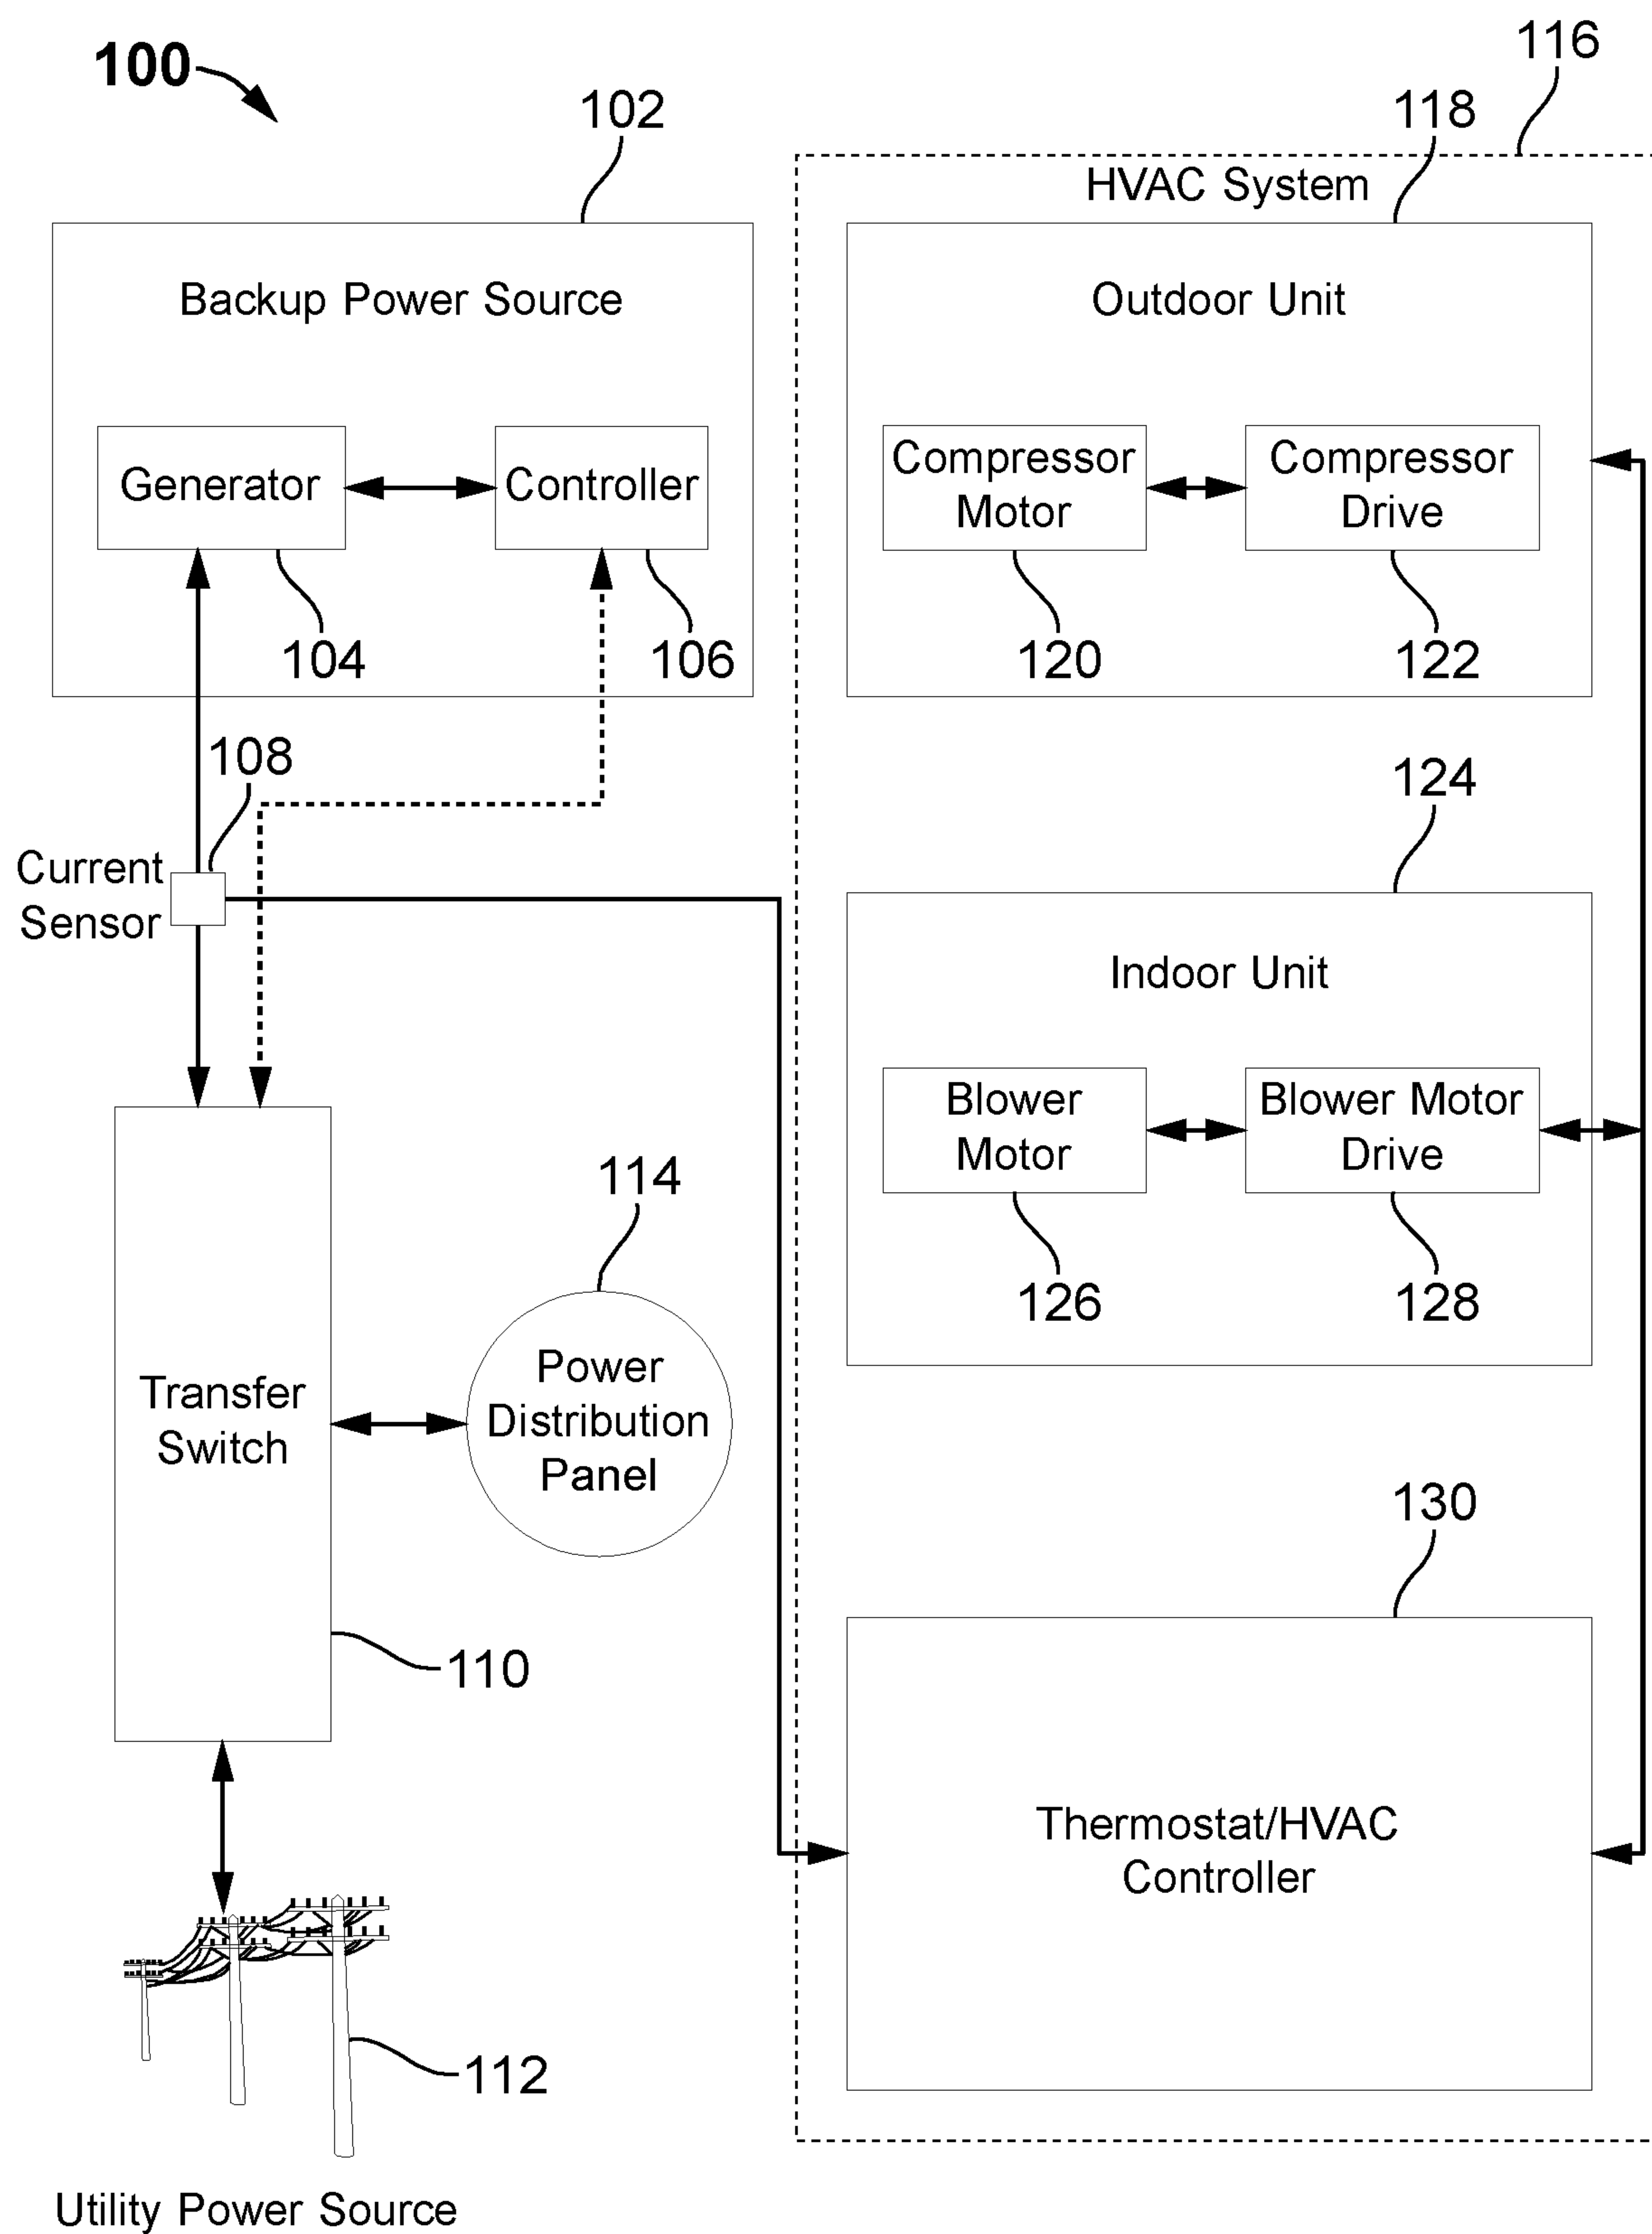 100
102
Backup Power Source
Generator
Controller
104
106
108
Current
Sensor
114
Transfer
Switch
Power
Distribution
Panel
110
112
Utility Power Source
116
HVAC System
118
Outdoor Unit
Compressor
Motor
Compressor
Drive
120
122
124
Indoor Unit
Blower
Motor
Blower Motor
Drive
126
128
130
Thermostat/HVAC
Controller